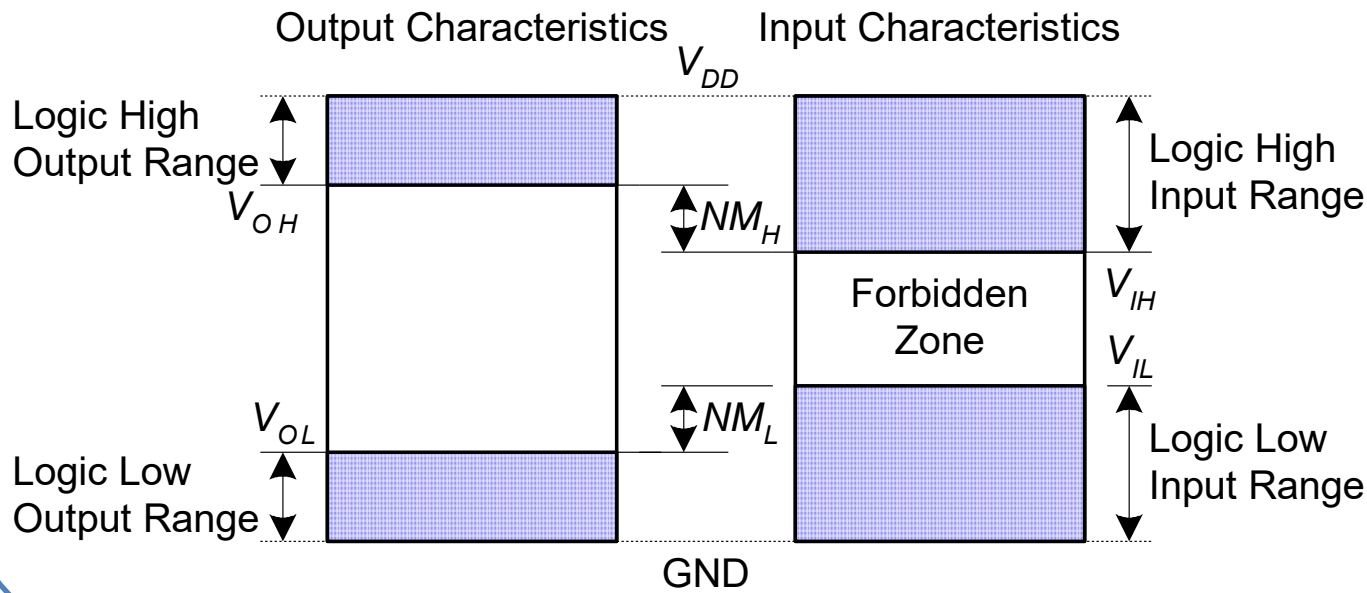 Output Characteristics
Input Characteristics
V_DD
Logic High
Output Range
Logic High
Input Range
V_OH
NM_H
Forbidden
Zone
V_IH
V_IL
V_OL
NM_L
Logic Low
Output Range
Logic Low
Input Range
GND